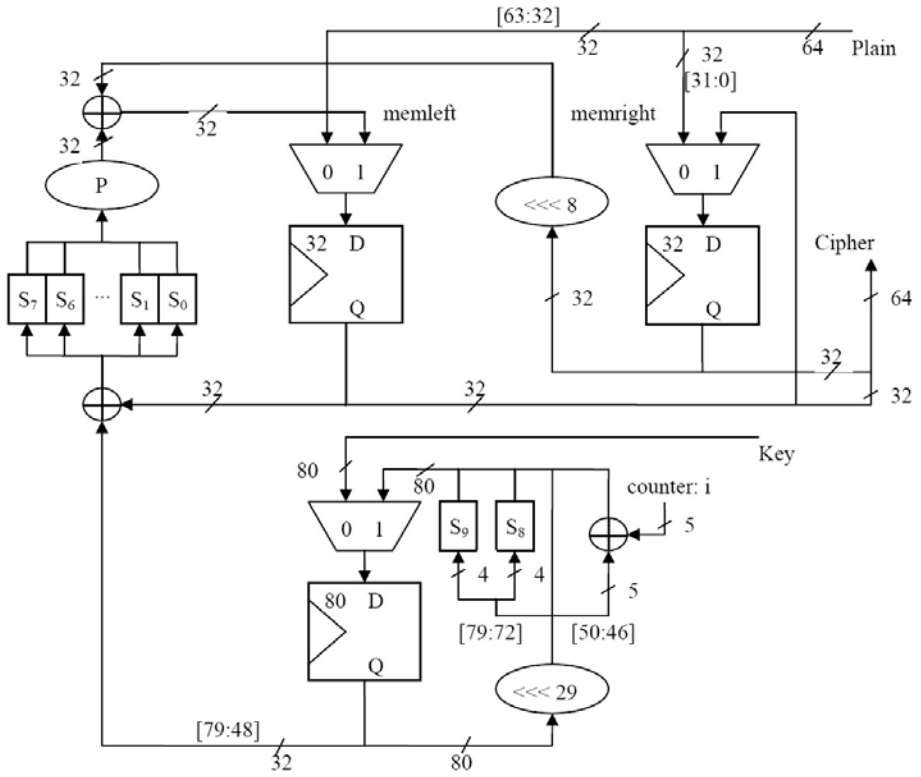 [63:32]
32
64
Plain
32
[31:0]
32
32
memleft
memright
32
P
0 1
<<< 8
0 1
32 D
Q
32 D
Q
Cipher
S7 S6 ... S1 S0
32
64
32
32
32
32
Key
80
80
counter: i
5
0 1
S9
S8
4
4
5
80 D
Q
[79:72]
[50:46]
<<< 29
[79:48]
32
80